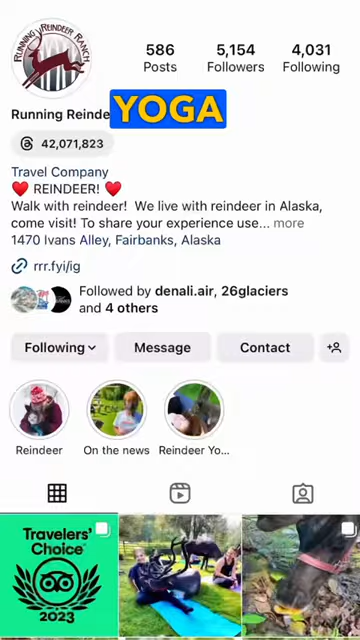 RUNNING REINDEER RANCH
586 5,154 4,031
Posts Followers Following
Running Reinde
YOGA
42,071,823
Travel Company
❤️ REINDEER! ❤️
Walk with reindeer! We live with reindeer in Alaska,
come visit! To share your experience use... more
1470 Ivans Alley, Fairbanks, Alaska
rrr.fyi/ig
Followed by denali.air, 26glaciers
and 4 others
Following Message Contact
Reindeer On the news Reindeer Yo...
Travelers'
Choice
2023